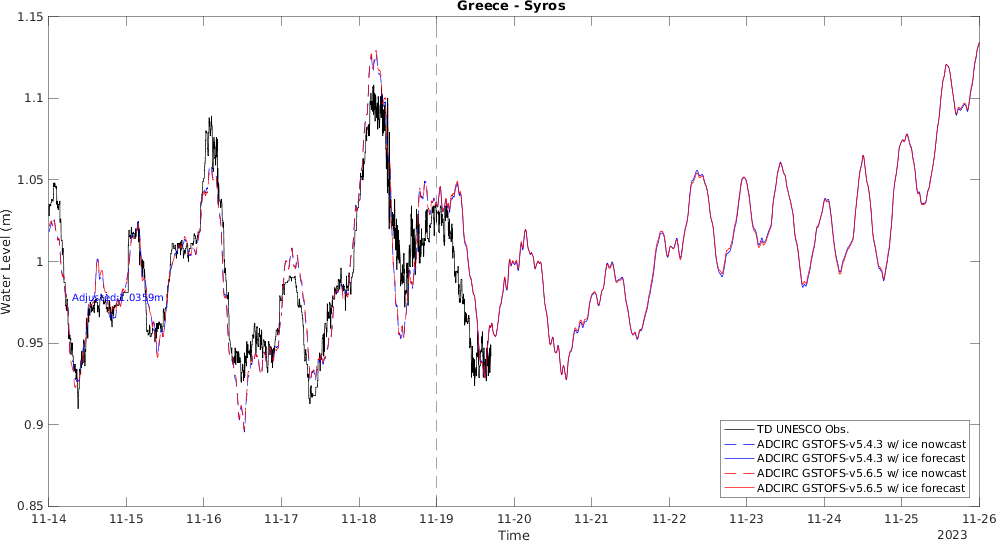 Greece - Syros
1.15
1.1
1.05
1
0.95
0.9
0.85
Water Level (m)
Adjusted:1.0359m
TD UNESCO Obs.
ADCIRC GSTOFS-v5.4.3 w/ ice nowcast
ADCIRC GSTOFS-v5.4.3 w/ ice forecast
ADCIRC GSTOFS-v5.6.5 w/ ice nowcast
ADCIRC GSTOFS-v5.6.5 w/ ice forecast
11-14 11-15 11-16 11-17 11-18 11-19 11-20 11-21 11-22 11-23 11-24 11-25 11-26
Time
2023